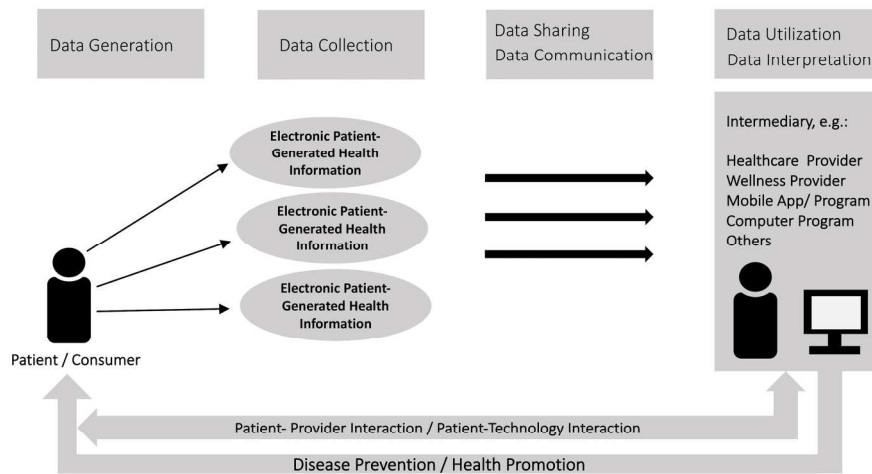 Data Generation
Data Collection
Data Sharing
Data Communication
Data Utilization
Data Interpretation
Electronic Patient-
Generated Health
Information
Electronic Patient-
Generated Health
Information
Electronic Patient-
Generated Health
Information
Intermediary, e.g.:
Healthcare Provider
Wellness Provider
Mobile App/ Program
Computer Program
Others
Patient / Consumer
Patient- Provider Interaction / Patient-Technology Interaction
Disease Prevention / Health Promotion